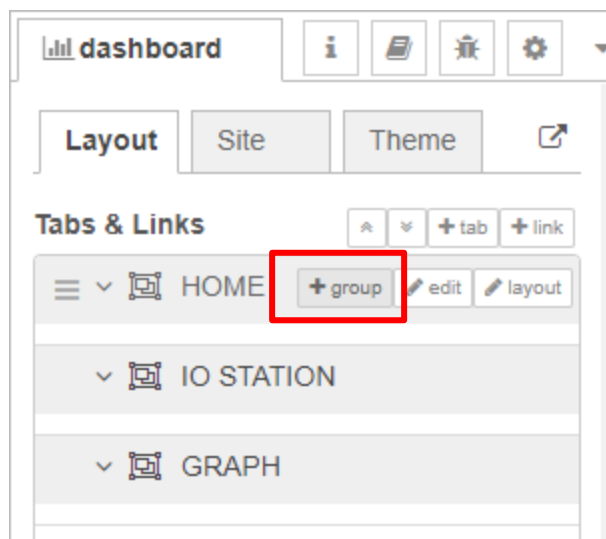 dashboard i
Layout Site Theme
Tabs & Links + tab + link
HOME + group edit layout
IO STATION
GRAPH